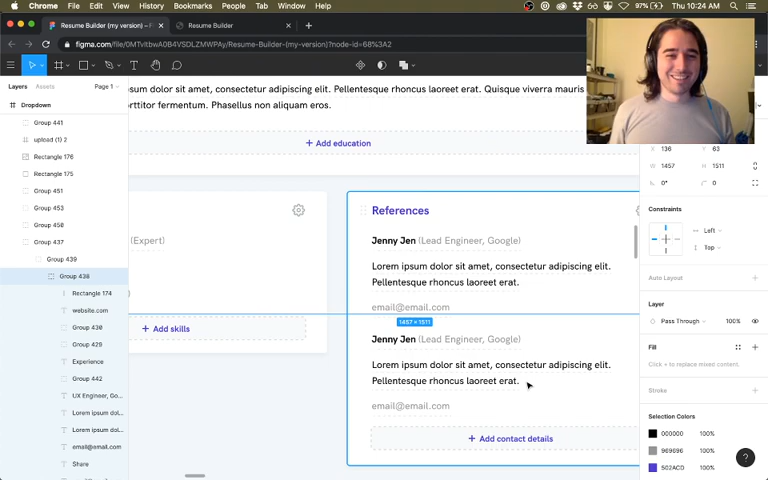 Chrome File Edit View History Bookmarks People Tab Window Help
97% Thu 10:24 AM
Resume Builder (my version) – F
Resume Builder
figma.com/file/0MTvItbwA0B4VSDLZMWPAy/Resume-Builder-(my-version)?node-id=68%3A2
Layers Assets Page 1
Dropdown
Group 441
upload (1) 2
Rectangle 176
Rectangle 175
Group 451
Group 453
Group 450
Group 437
Group 439
Group 438
Rectangle 174
website.com
Group 430
Group 429
Experience
Group 442
UX Engineer, Go...
Lorem ipsum dol...
Lorem ipsum dol...
email@email.com
Share
psum dolor sit amet, consectetur adipiscing elit. Pellentesque rhoncus laoreet erat. Quisque viverra mauris
orttitor fermentum. Phasellus non aliquam eros.
+ Add education
(Expert)
+ Add skills
References
Jenny Jen (Lead Engineer, Google)
Lorem ipsum dolor sit amet, consectetur adipiscing elit.
Pellentesque rhoncus laoreet erat.
email@email.com
1457 × 1511
Jenny Jen (Lead Engineer, Google)
Lorem ipsum dolor sit amet, consectetur adipiscing elit.
Pellentesque rhoncus laoreet erat.
email@email.com
+ Add contact details
X 136 Y 63
W 1457 H 1511
0° 0
Constraints
Left
Top
Auto Layout
Layer
Pass Through 100%
Fill
Click + to replace mixed content.
Stroke
Selection Colors
000000 100%
969696 100%
502ACD 100%
?